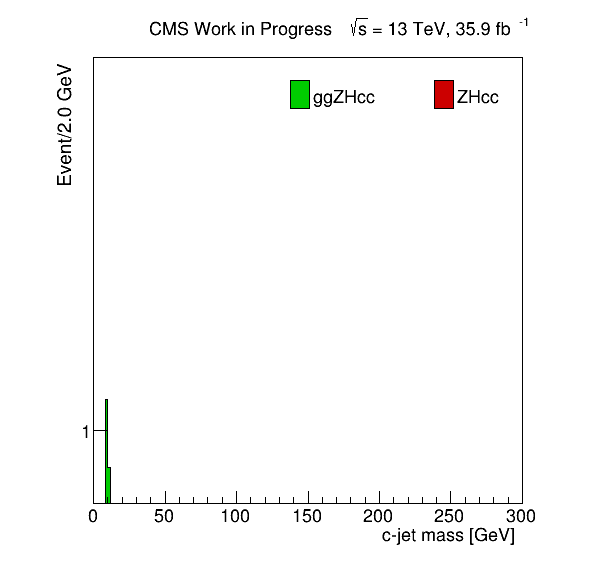 CMS Work in Progress √s = 13 TeV, 35.9 fb -1
Event/2.0 GeV
ggZHcc
ZHcc
1
0 50 100 150 200 250 300
c-jet mass [GeV]